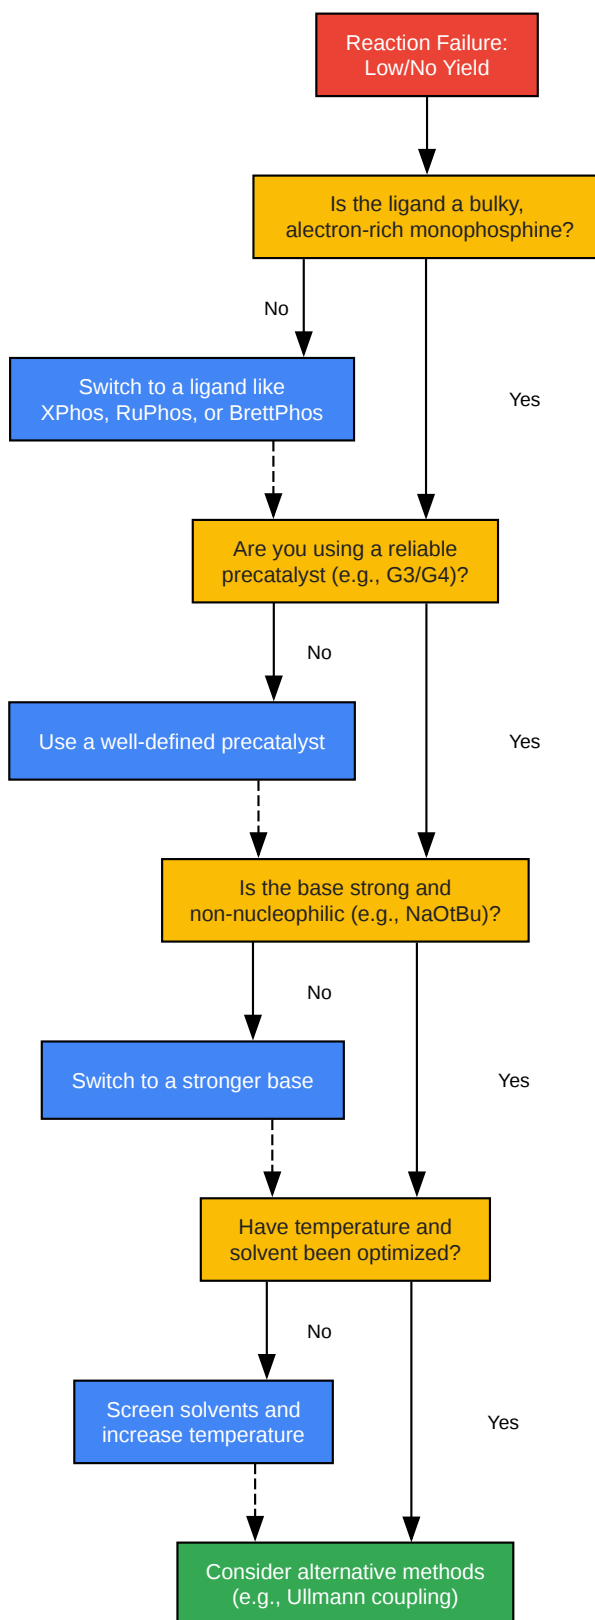 Reaction Failure:
Low/No Yield
Is the ligand a bulky,
alectron-rich monophosphine?
No
Switch to a ligand like
XPhos, RuPhos, or BrettPhos
Yes
Are you using a reliable
precatalyst (e.g., G3/G4)?
No
Use a well-defined precatalyst
Yes
Is the base strong and
non-nucleophilic (e.g., NaOtBu)?
No
Switch to a stronger base
Yes
Have temperature and
solvent been optimized?
No
Screen solvents and
increase temperature
Yes
Consider alternative methods
(e.g., Ullmann coupling)